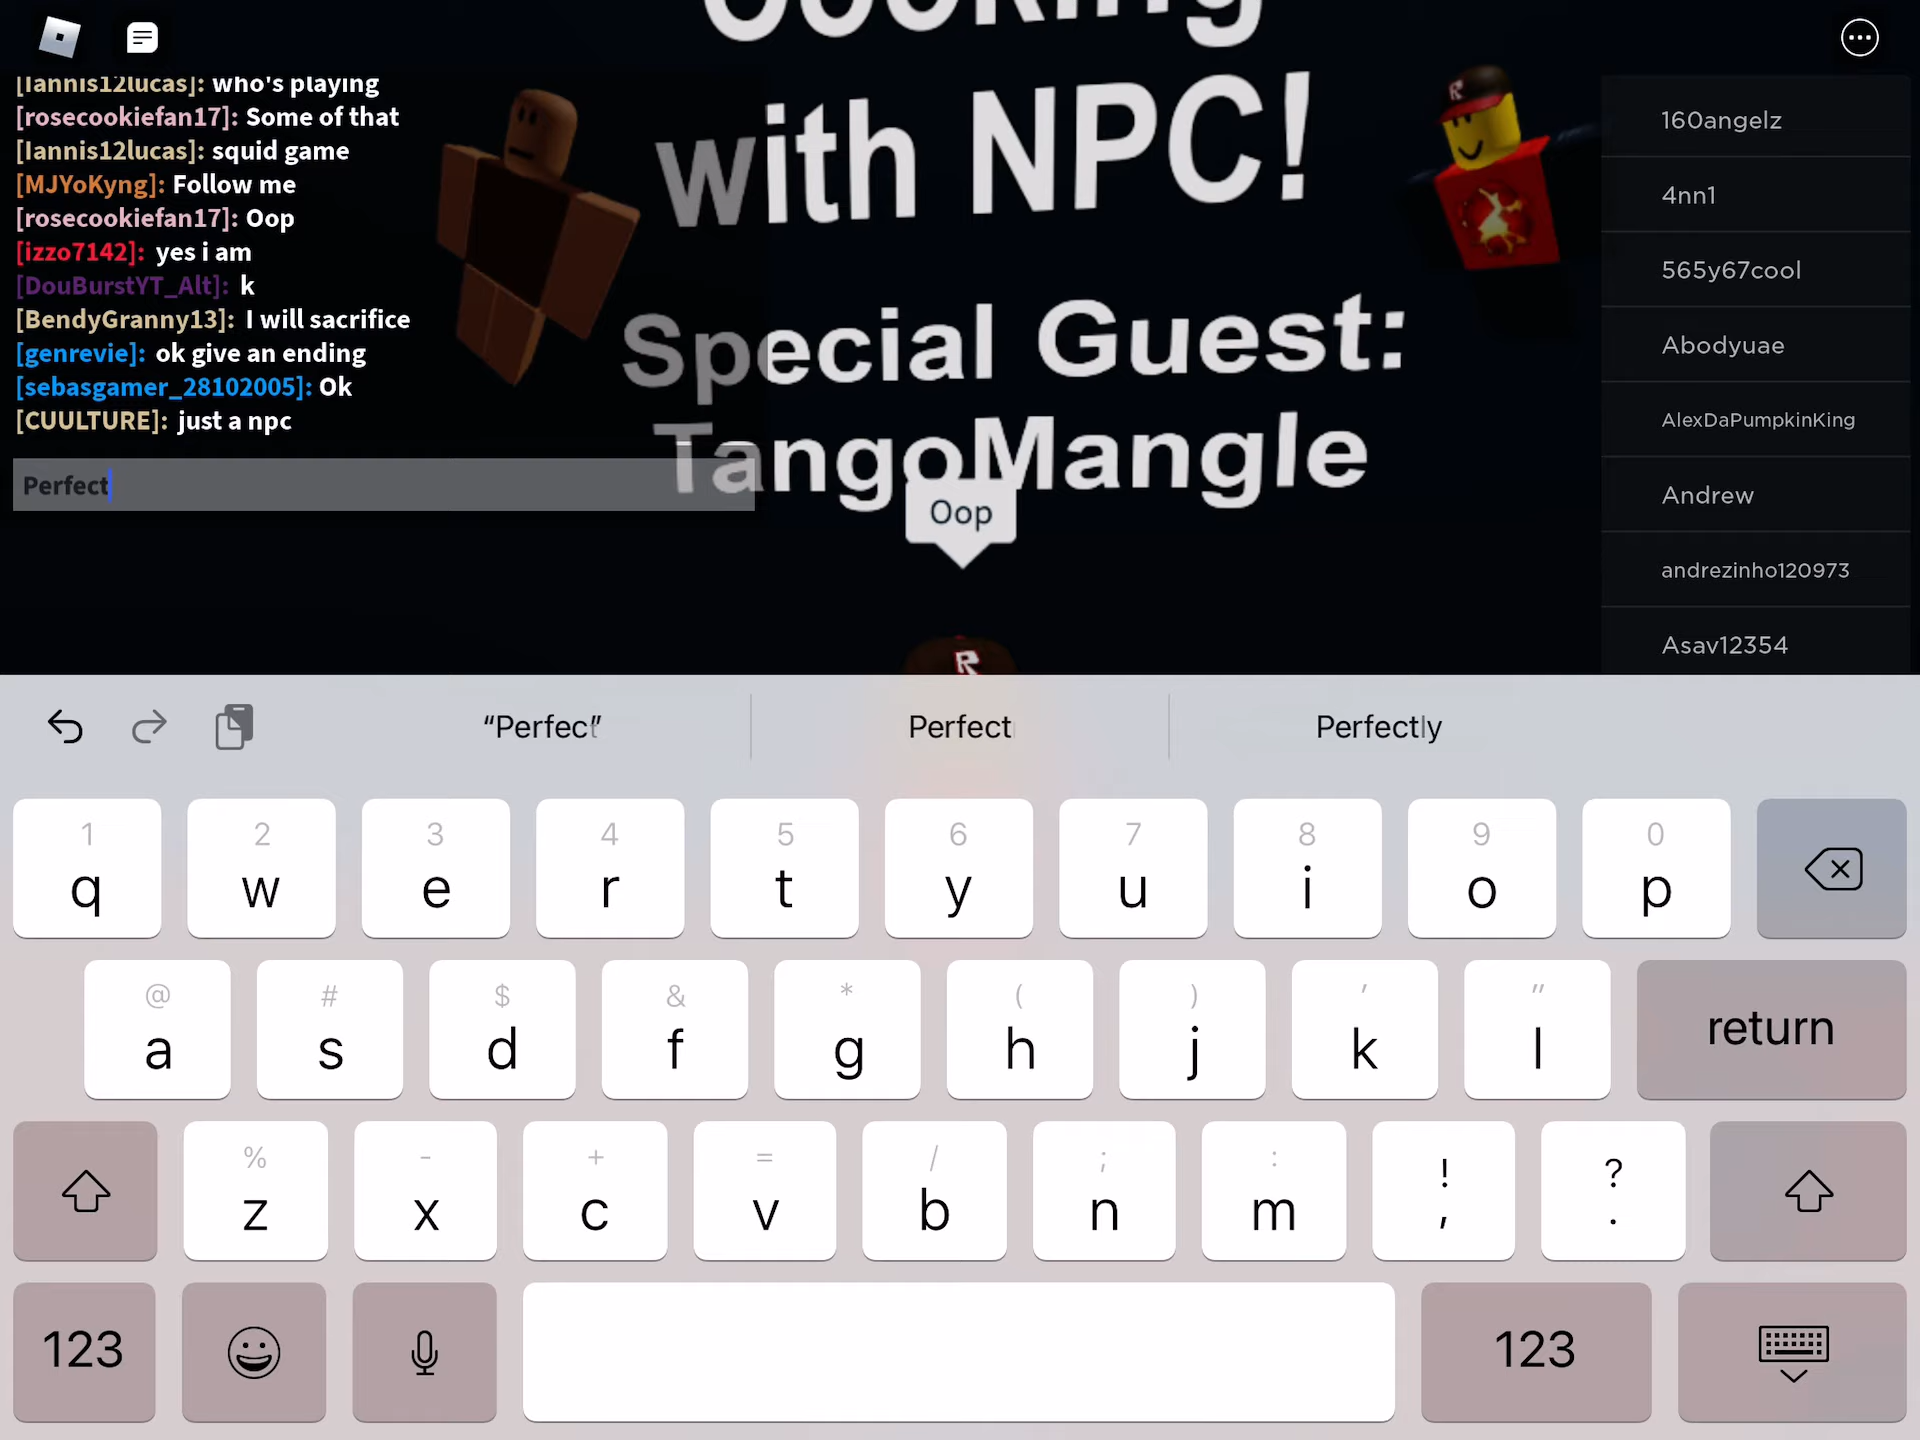 Cooking
with NPC!
Special Guest:
TangoMangle
[Iannis12lucas]: who's playing
[rosecookiefan17]: Some of that
[Iannis12lucas]: squid game
[MJYoKyng]: Follow me
[rosecookiefan17]: Oop
[izzo7142]: yes i am
[DouBurstYT_Alt]: k
[BendyGranny13]: I will sacrifice
[genrevie]: ok give an ending
[sebasgamer_28102005]: Ok
[CUULTURE]: just a npc
Perfect
Oop
R
R
160angelz
4nn1
565y67cool
Abodyuae
AlexDaPumpkinKing
Andrew
andrezinho120973
Asav12354
“Perfect” Perfect Perfectly
1 2 3 4 5 6 7 8 9 0
q w e r t y u i o p
@ # $ & * ( ) ' "
a s d f g h j k l return
% - + = / ; : ! ?
z x c v b n m , .
123 123